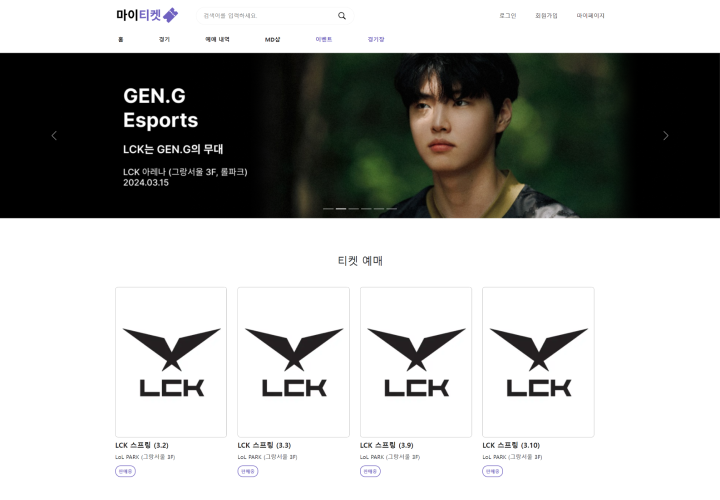 마이티켓
검색어를 입력하세요.
로그인 회원가입 마이페이지
홈 경기 예매 내역 MD샵 이벤트 경기장
GEN.G
Esports
LCK는 GEN.G의 무대
LCK 아레나 (그랑서울 3F, 롤파크)
2024.03.15
티켓 예매
LCK LCK LCK LCK
LCK 스프링 (3.2) LCK 스프링 (3.3) LCK 스프링 (3.9) LCK 스프링 (3.10)
LoL PARK (그랑서울 3F) LoL PARK (그랑서울 3F) LoL PARK (그랑서울 3F) LoL PARK (그랑서울 3F)
판매중 판매중 판매중 판매중